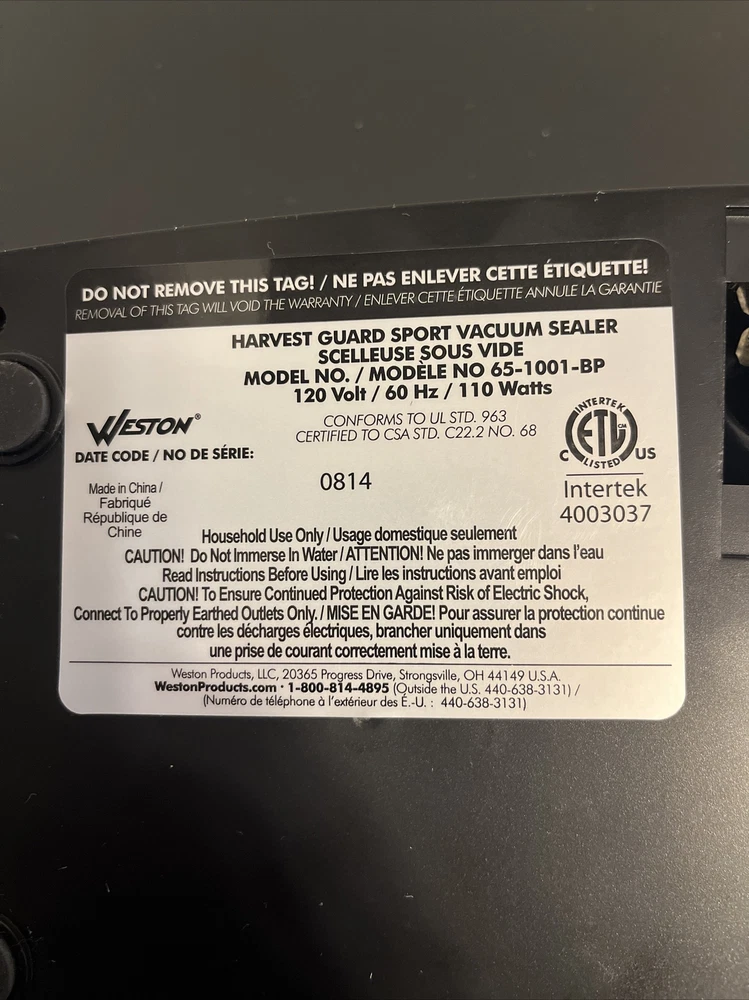 DO NOT REMOVE THIS TAG! / NE PAS ENLEVER CETTE ÉTIQUETTE!
REMOVAL OF THIS TAG WILL VOID THE WARRANTY / ENLEVER CETTE ÉTIQUETTE ANNULE LA GARANTIE
HARVEST GUARD SPORT VACUUM SEALER
SCELLEUSE SOUS VIDE
MODEL NO. / MODÈLE NO 65-1001-BP
120 Volt / 60 Hz / 110 Watts
WESTON®
CONFORMS TO UL STD. 963
CERTIFIED TO CSA STD. C22.2 NO. 68
DATE CODE / NO DE SÉRIE:
0814
INTERTEK
ETL CM
C LISTED US
Intertek
4003037
Made in China /
Fabriqué
République de
Chine
Household Use Only / Usage domestique seulement
CAUTION! Do Not Immerse In Water / ATTENTION! Ne pas immerger dans l'eau
Read Instructions Before Using / Lire les instructions avant emploi
CAUTION! To Ensure Continued Protection Against Risk of Electric Shock,
Connect To Properly Earthed Outlets Only. / MISE EN GARDE! Pour assurer la protection continue
contre les décharges électriques, brancher uniquement dans
une prise de courant correctement mise à la terre.
Weston Products, LLC, 20365 Progress Drive, Strongsville, OH 44149 U.S.A.
WestonProducts.com · 1-800-814-4895 (Outside the U.S. 440-638-3131) /
(Numéro de téléphone à l'extérieur des É.-U. : 440-638-3131)